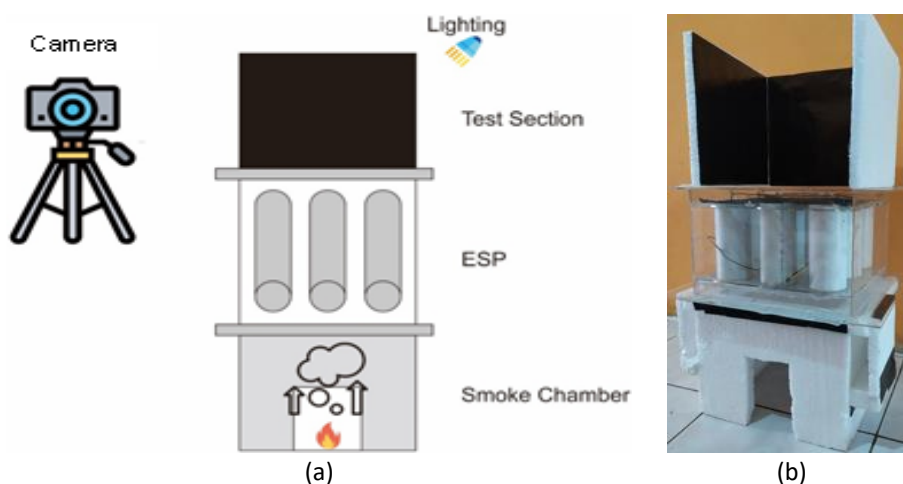 Lighting
Camera
Test Section
ESP
Smoke Chamber
(a)
(b)